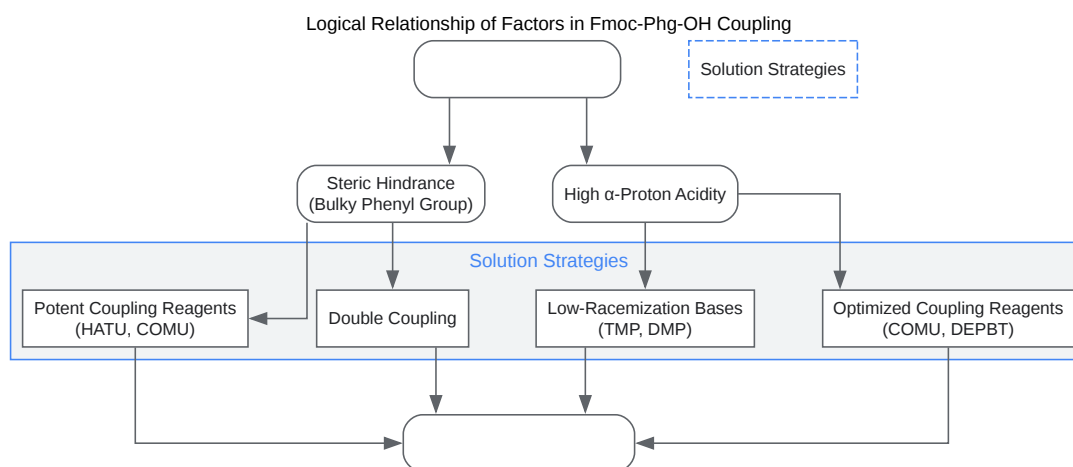 Logical Relationship of Factors in Fmoc-Phg-OH Coupling
Solution Strategies
Steric Hindrance
(Bulky Phenyl Group)
High α-Proton Acidity
Solution Strategies
Potent Coupling Reagents
(HATU, COMU)
Double Coupling
Low-Racemization Bases
(TMP, DMP)
Optimized Coupling Reagents
(COMU, DEPBT)